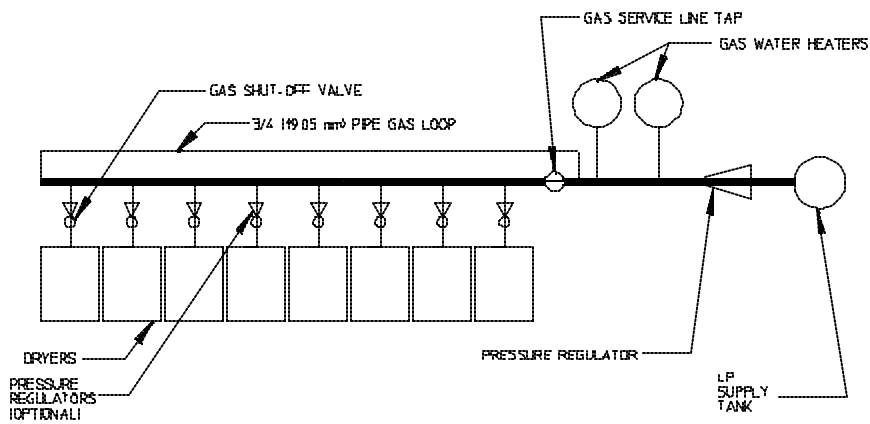 GAS SERVICE LINE TAP
GAS WATER HEATERS
GAS SHUT-OFF VALVE
3/4 (19.05 mm) PIPE GAS LOOP
DRYERS
PRESSURE
REGULATORS
(OPTIONAL)
PRESSURE REGULATOR
LP
SUPPLY
TANK